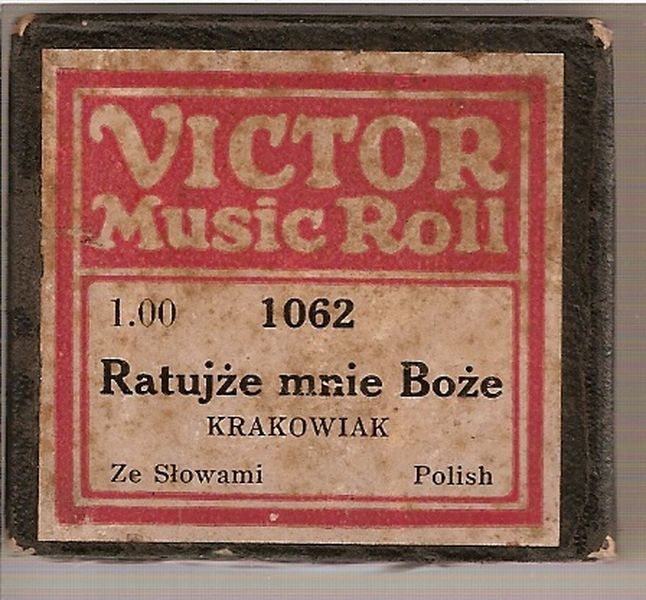 VICTOR
Music Roll
1.00 1062
Ratujże mnie Boże
KRAKOWIAK
Ze Słowami Polish